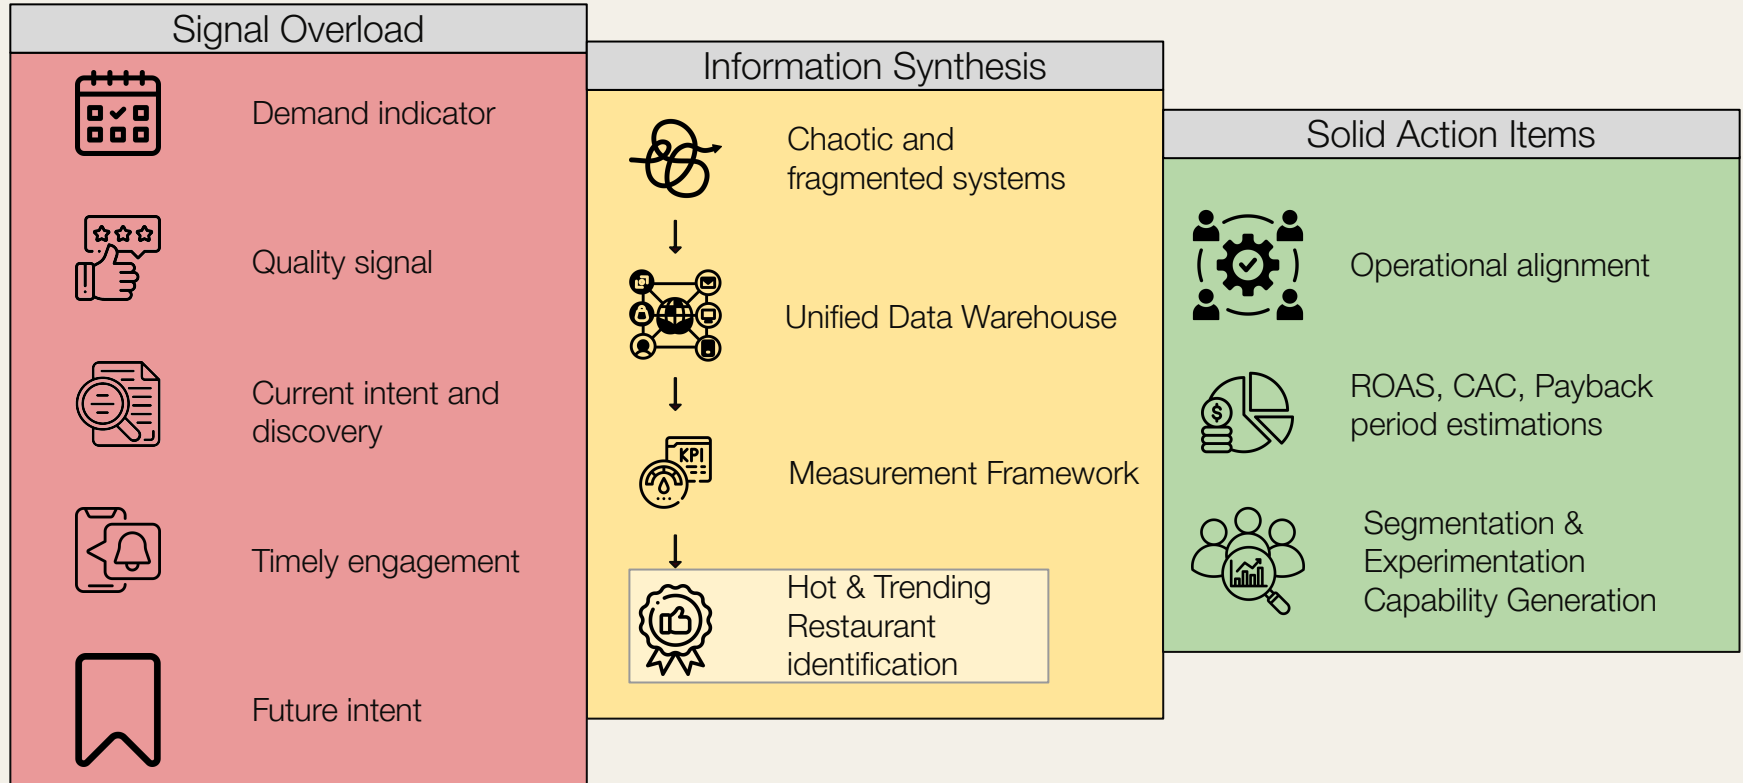 Signal Overload
Demand indicator
Quality signal
Current intent and
discovery
Timely engagement
Future intent
Information Synthesis
Chaotic and
fragmented systems
Unified Data Warehouse
KPI
Measurement Framework
Hot & Trending
Restaurant
identification
Solid Action Items
Operational alignment
$
ROAS, CAC, Payback
period estimations
Segmentation &
Experimentation
Capability Generation